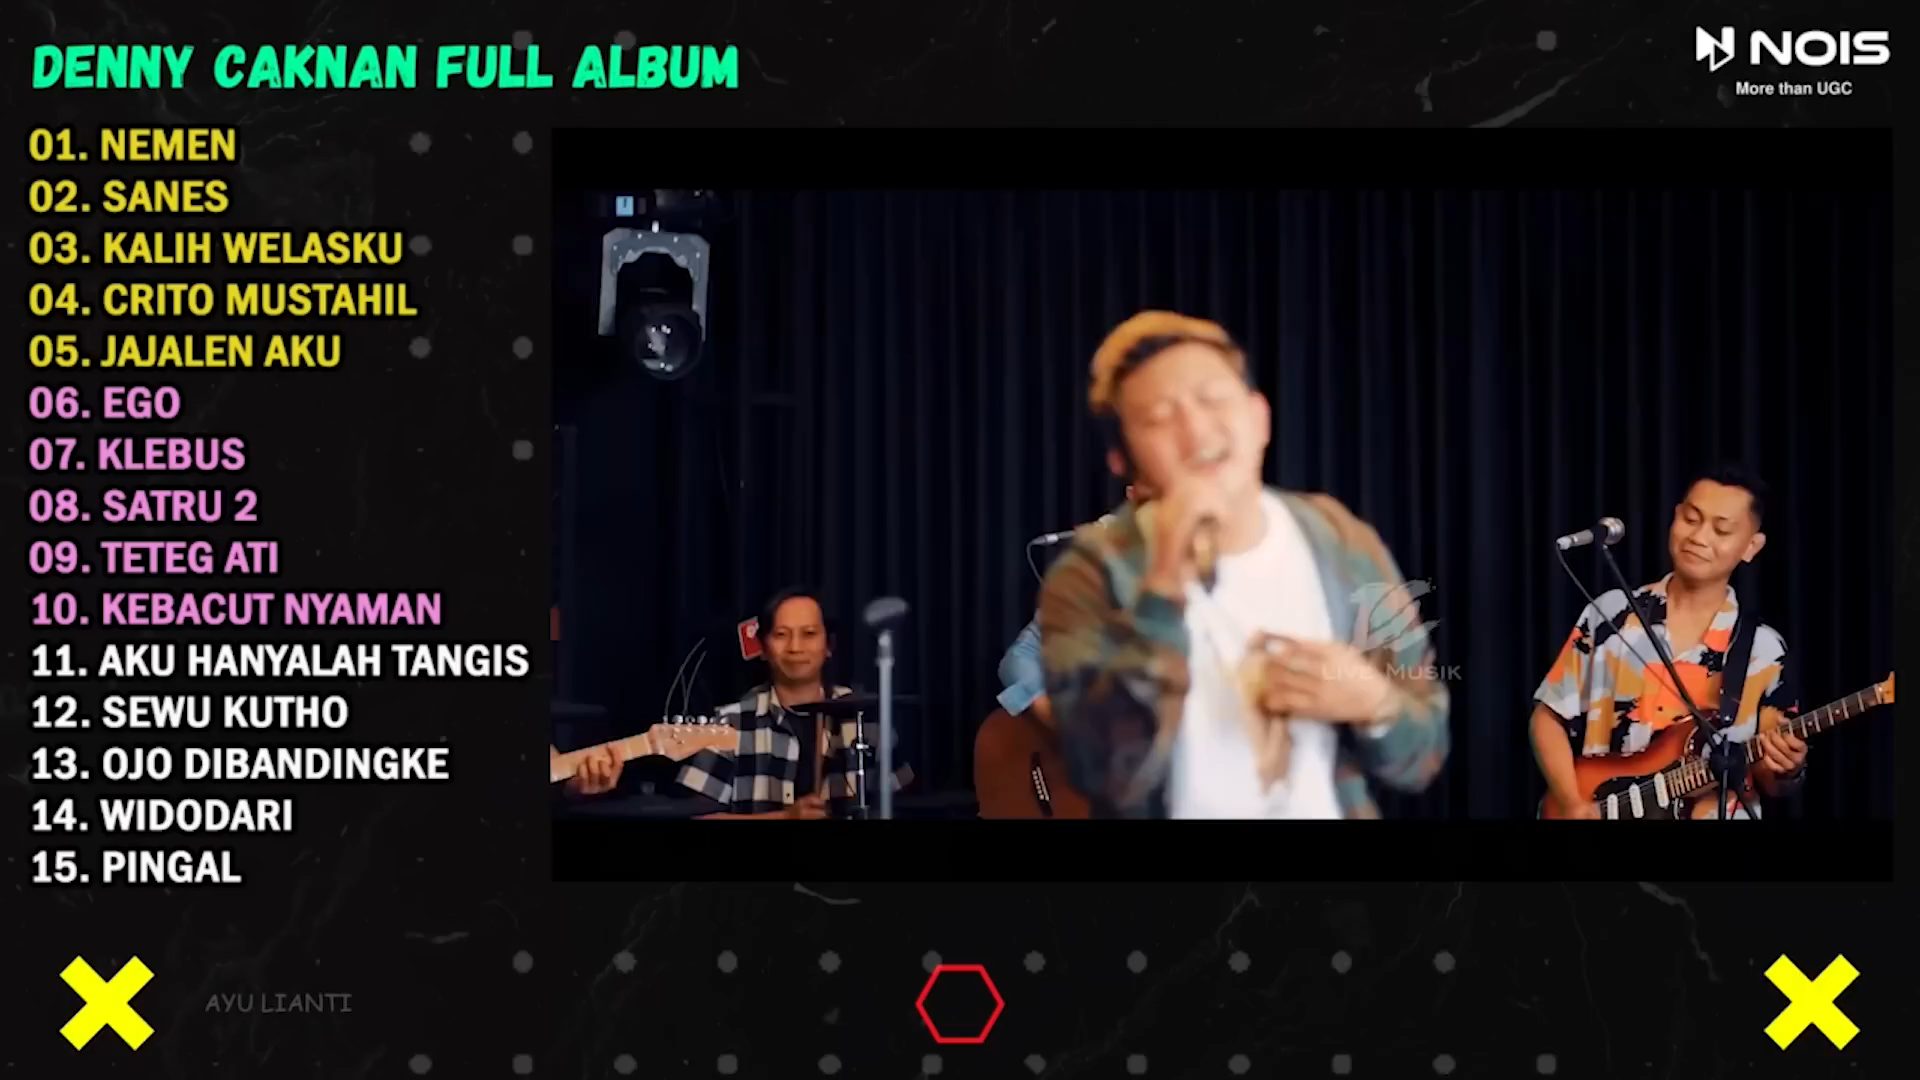 DENNY CAKNAN FULL ALBUM
NOIS
More than UGC
01. NEMEN
02. SANES
03. KALIH WELASKU
04. CRITO MUSTAHIL
05. JAJALEN AKU
06. EGO
07. KLEBUS
08. SATRU 2
09. TETEG ATI
10. KEBACUT NYAMAN
11. AKU HANYALAH TANGIS
12. SEWU KUTHO
13. OJO DIBANDINGKE
14. WIDODARI
15. PINGAL
LIVE MUSIK
AYU LIANTI